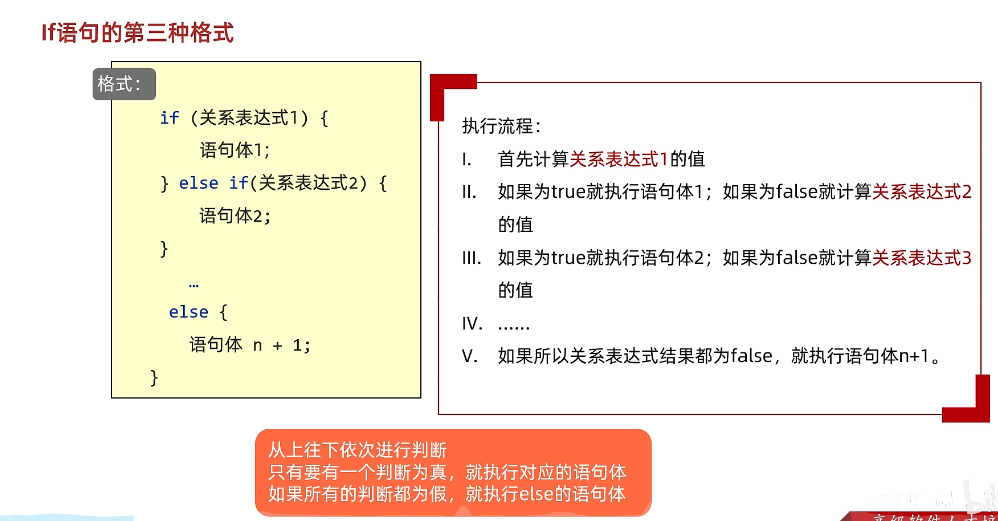 If语句的第三种格式
格式：
if (关系表达式1) {
语句体1;
} else if(关系表达式2) {
语句体2;
}
…
else {
语句体 n + 1;
}
执行流程：
I. 首先计算关系表达式1的值
II. 如果为true就执行语句体1；如果为false就计算关系表达式2
的值
III. 如果为true就执行语句体2；如果为false就计算关系表达式3
的值
IV. ……
V. 如果所以关系表达式结果都为false，就执行语句体n+1。
从上往下依次进行判断
只有要有一个判断为真，就执行对应的语句体
如果所有的判断都为假，就执行else的语句体
高级软件人才培